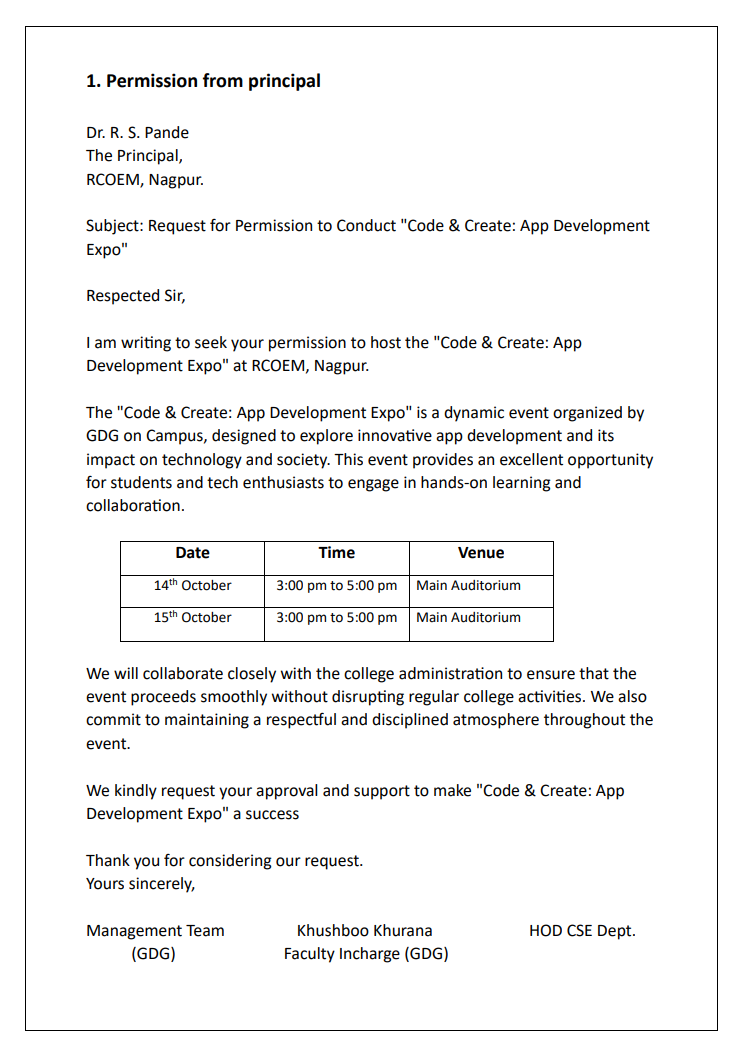 1. Permission from principal
Dr. R. S. Pande
The Principal,
RCOEM, Nagpur.
Subject: Request for Permission to Conduct "Code & Create: App Development
Expo"
Respected Sir,
I am writing to seek your permission to host the "Code & Create: App
Development Expo" at RCOEM, Nagpur.
The "Code & Create: App Development Expo" is a dynamic event organized by
GDG on Campus, designed to explore innovative app development and its
impact on technology and society. This event provides an excellent opportunity
for students and tech enthusiasts to engage in hands-on learning and
collaboration.
Date Time Venue
14th October 3:00 pm to 5:00 pm Main Auditorium
15th October 3:00 pm to 5:00 pm Main Auditorium
We will collaborate closely with the college administration to ensure that the
event proceeds smoothly without disrupting regular college activities. We also
commit to maintaining a respectful and disciplined atmosphere throughout the
event.
We kindly request your approval and support to make "Code & Create: App
Development Expo" a success
Thank you for considering our request.
Yours sincerely,
Management Team Khushboo Khurana HOD CSE Dept.
(GDG) Faculty Incharge (GDG)